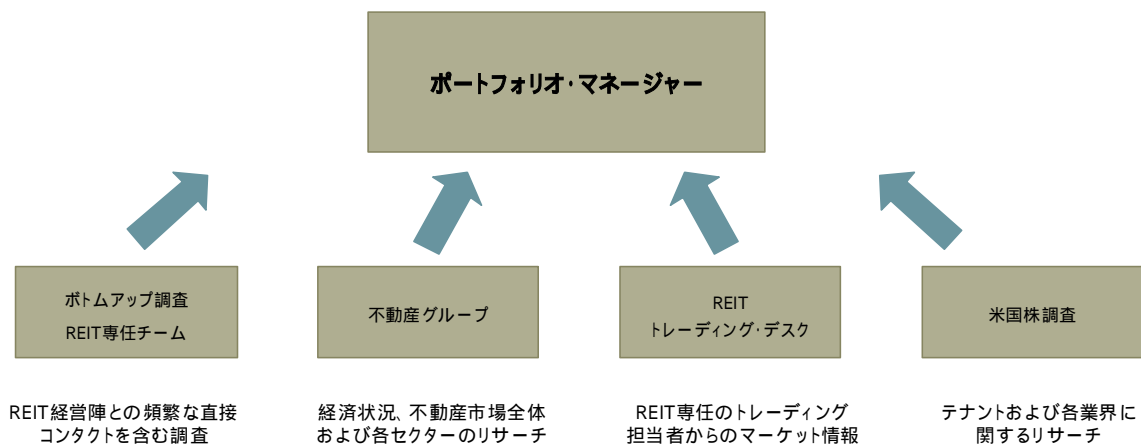 ポートフォリオ・マネージャー
ボトムアップ調査
REIT専任チーム
不動産グループ
REIT
トレーディング・デスク
米国株調査
REIT経営陣との頻繁な直接
コンタクトを含む調査
経済状況、不動産市場全体
および各セクターのリサーチ
REIT専任のトレーディング
担当者からのマーケット情報
テナントおよび各業界に
関するリサーチ